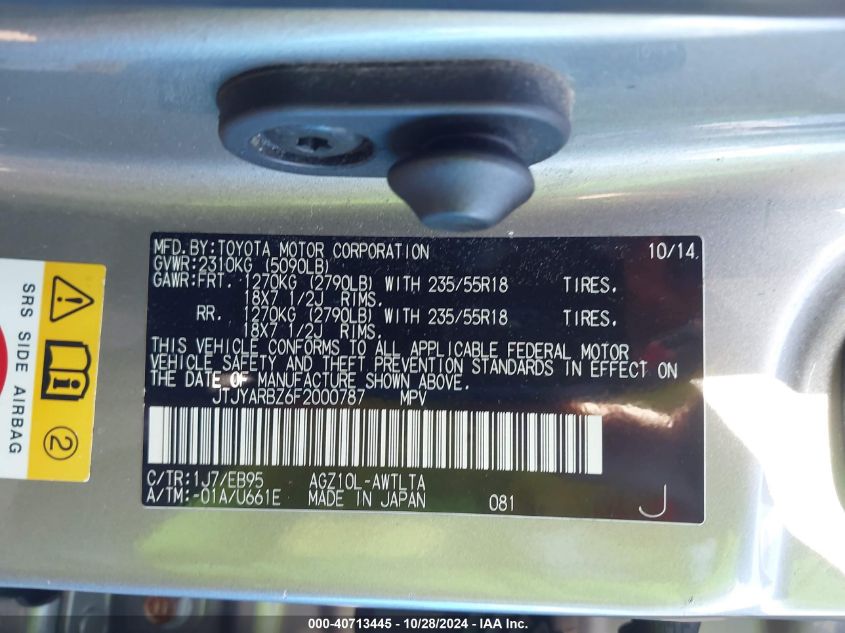 MFD. BY: TOYOTA MOTOR CORPORATION 10/14
GVWR: 2310KG (5090LB)
GAWR: FRT. 1270KG (2790LB) WITH 235/55R18 TIRES.
18X7 1/2J RIMS.
RR. 1270KG (2790LB) WITH 235/55R18 TIRES.
18X7 1/2J RIMS.
THIS VEHICLE CONFORMS TO ALL APPLICABLE FEDERAL MOTOR
VEHICLE SAFETY AND THEFT PREVENTION STANDARDS IN EFFECT ON
THE DATE OF MANUFACTURE SHOWN ABOVE.
JTJYARBZ6F2000787 MPV
C/TR: 1J7/EB95 AGZ10L-AWTLTA
A/TM: -01A/U661E MADE IN JAPAN 081 J
SRS SIDE AIRBAG
2
000-40713445 - 10/28/2024 - IAA Inc.